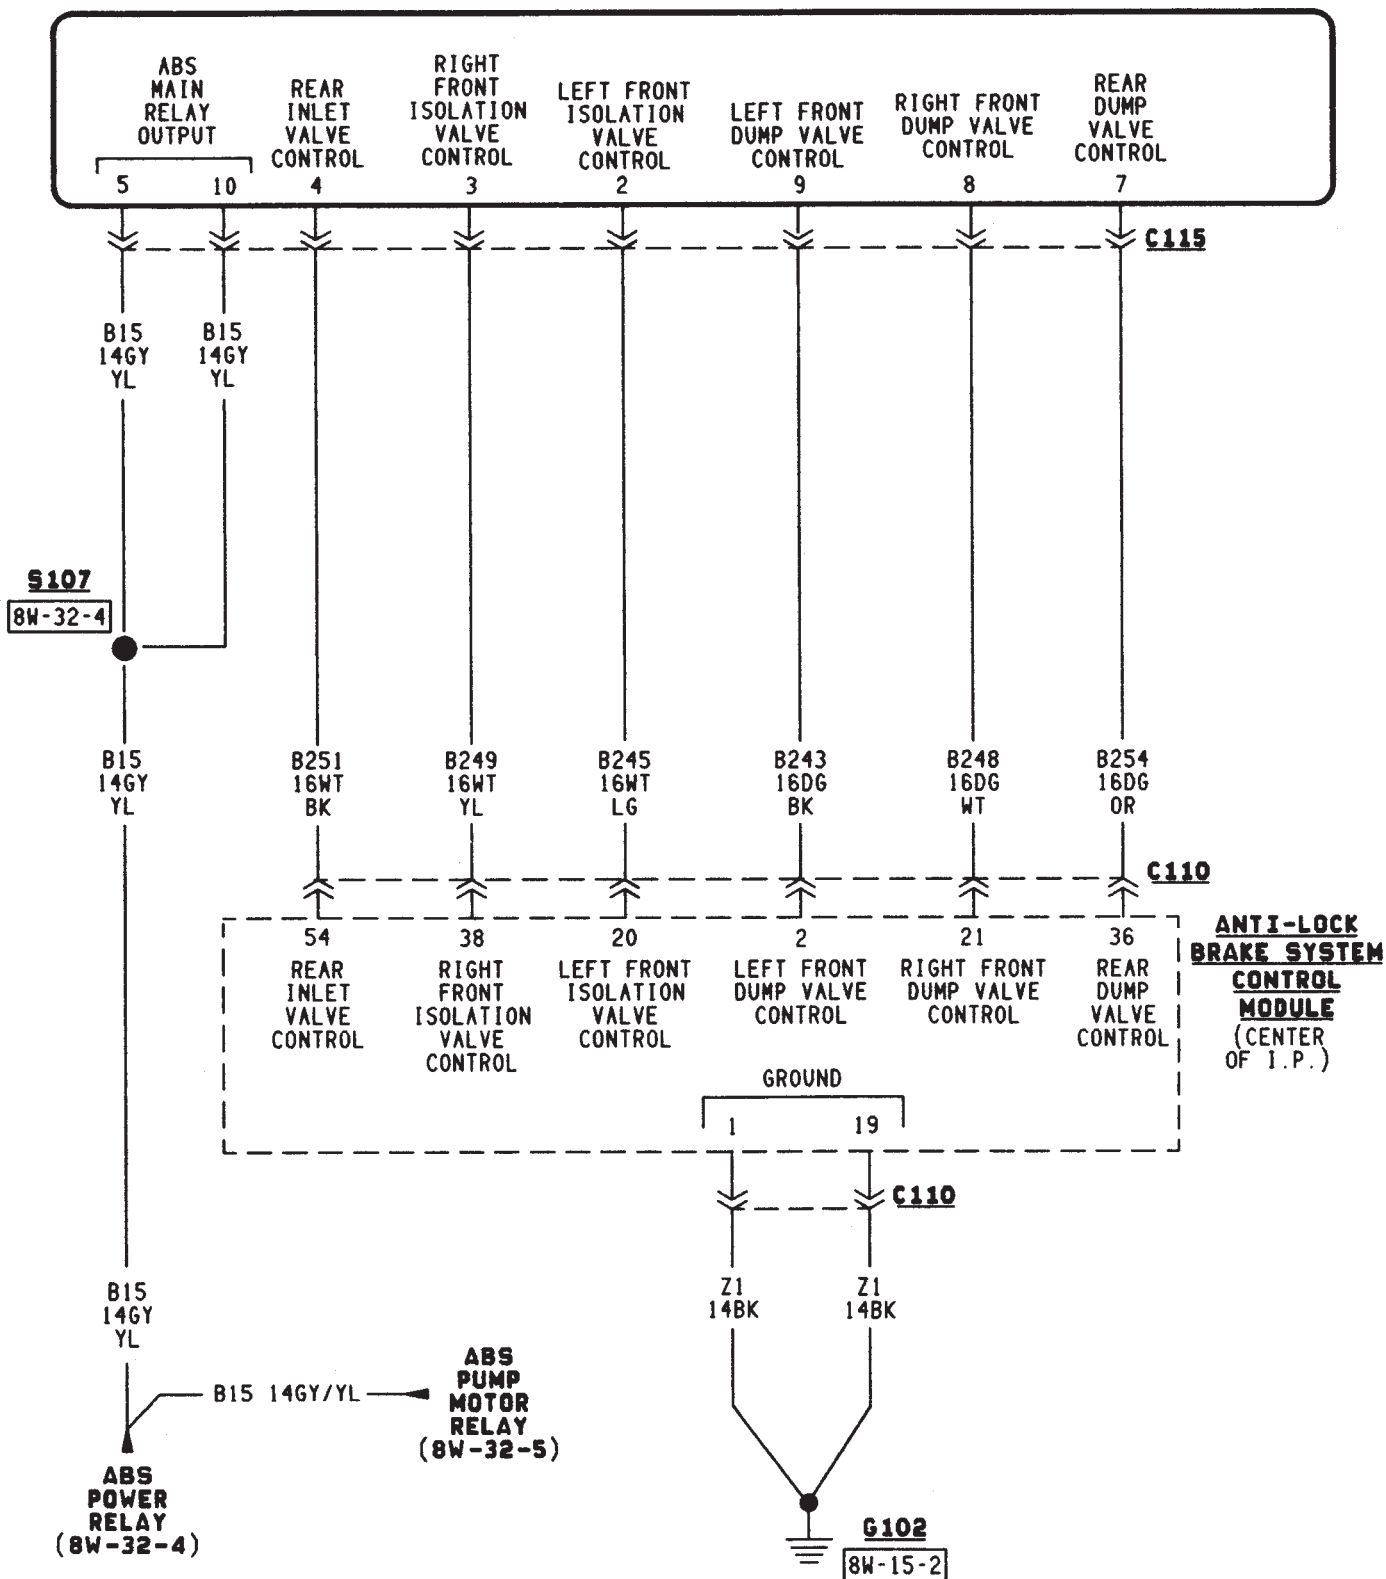 ABS
MAIN
RELAY
OUTPUT
REAR
INLET
VALVE
CONTROL
RIGHT
FRONT
ISOLATION
VALVE
CONTROL
LEFT FRONT
ISOLATION
VALVE
CONTROL
LEFT FRONT
DUMP VALVE
CONTROL
RIGHT FRONT
DUMP VALVE
CONTROL
REAR
DUMP
VALVE
CONTROL
5
10
4
3
2
9
8
7
C115
B15
14GY
YL
B15
14GY
YL
S107
8W-32-4
B15
14GY
YL
B251
16WT
BK
B249
16WT
YL
B245
16WT
LG
B243
16DG
BK
B248
16DG
WT
B254
16DG
OR
C110
54
38
20
2
21
36
REAR
INLET
VALVE
CONTROL
RIGHT
FRONT
ISOLATION
VALVE
CONTROL
LEFT FRONT
ISOLATION
VALVE
CONTROL
LEFT FRONT
DUMP VALVE
CONTROL
RIGHT FRONT
DUMP VALVE
CONTROL
REAR
DUMP
VALVE
CONTROL
ANTI-LOCK
BRAKE SYSTEM
CONTROL
MODULE
(CENTER
OF I.P.)
GROUND
1
19
C110
Z1
14BK
Z1
14BK
B15
14GY
YL
B15 14GY/YL
ABS
PUMP
MOTOR
RELAY
(8W-32-5)
ABS
POWER
RELAY
(8W-32-4)
G102
8W-15-2